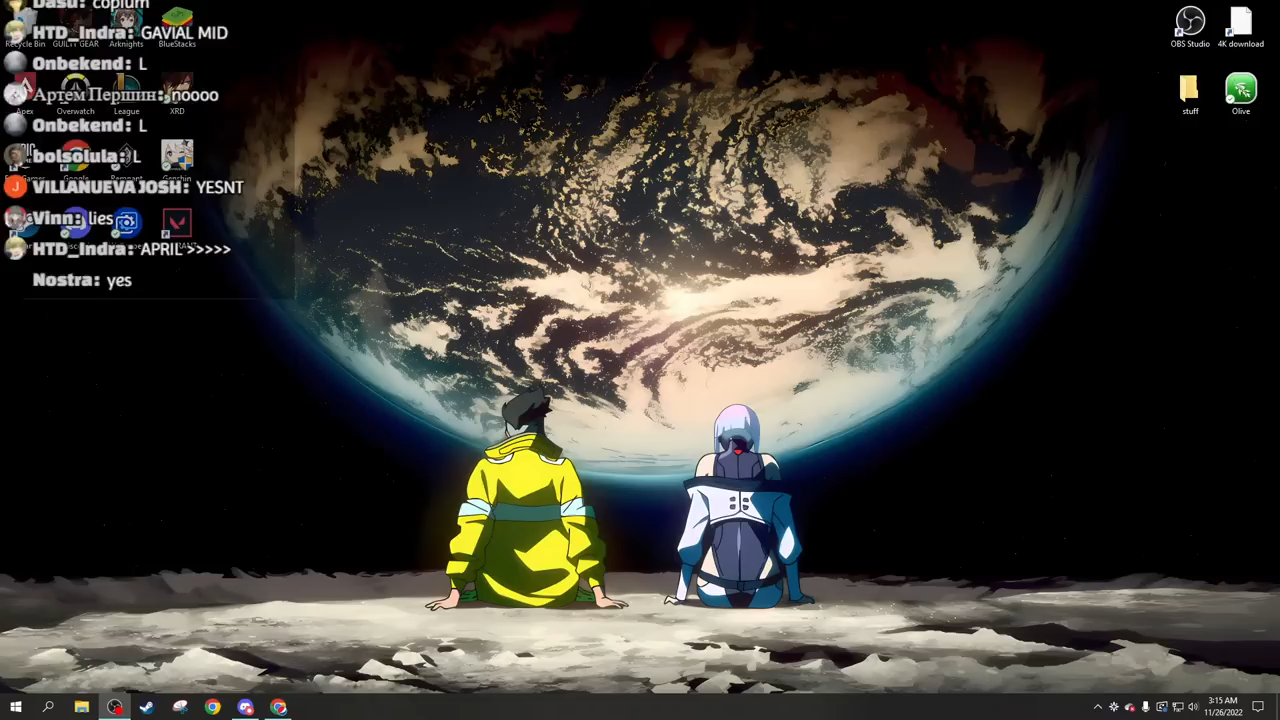 Dasu: copium
HTD_Indra: GAVIAL MID
Onbekend: L
Артем Першин: noooo
Onbekend: L
bolsolula: L
VILLANUEVA JOSH: YESNT
Vinn: lies
HTD_Indra: APRIL >>>>>
Nostra: yes
Recycle Bin
GUILTY GEAR
Arknights
BlueStacks
Apex
Overwatch
League
XRD
Google
Remnant
Genshin
OBS Studio
4K download
stuff
Olive
3:15 AM
11/26/2022